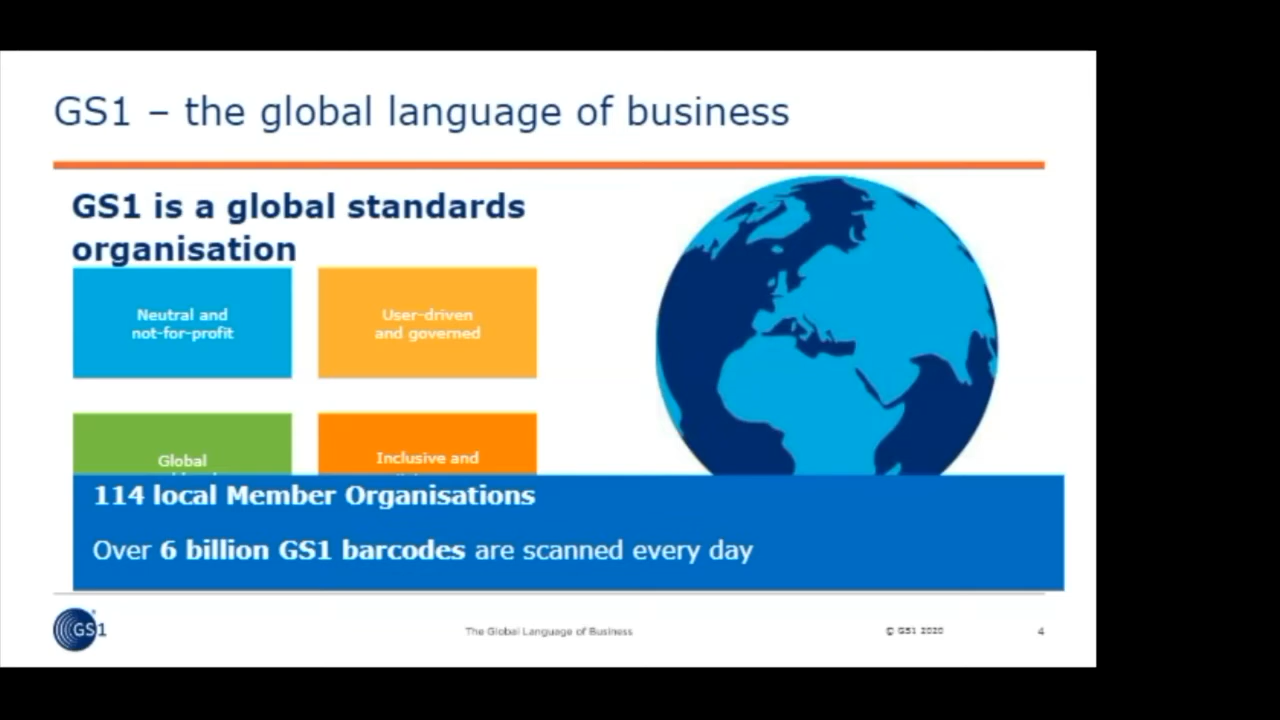 GS1 – the global language of business
GS1 is a global standards
organisation
Neutral and
not-for-profit
User-driven
and governed
Global
Inclusive and
114 local Member Organisations
Over 6 billion GS1 barcodes are scanned every day
GS1
The Global Language of Business
© GS1 2020
4